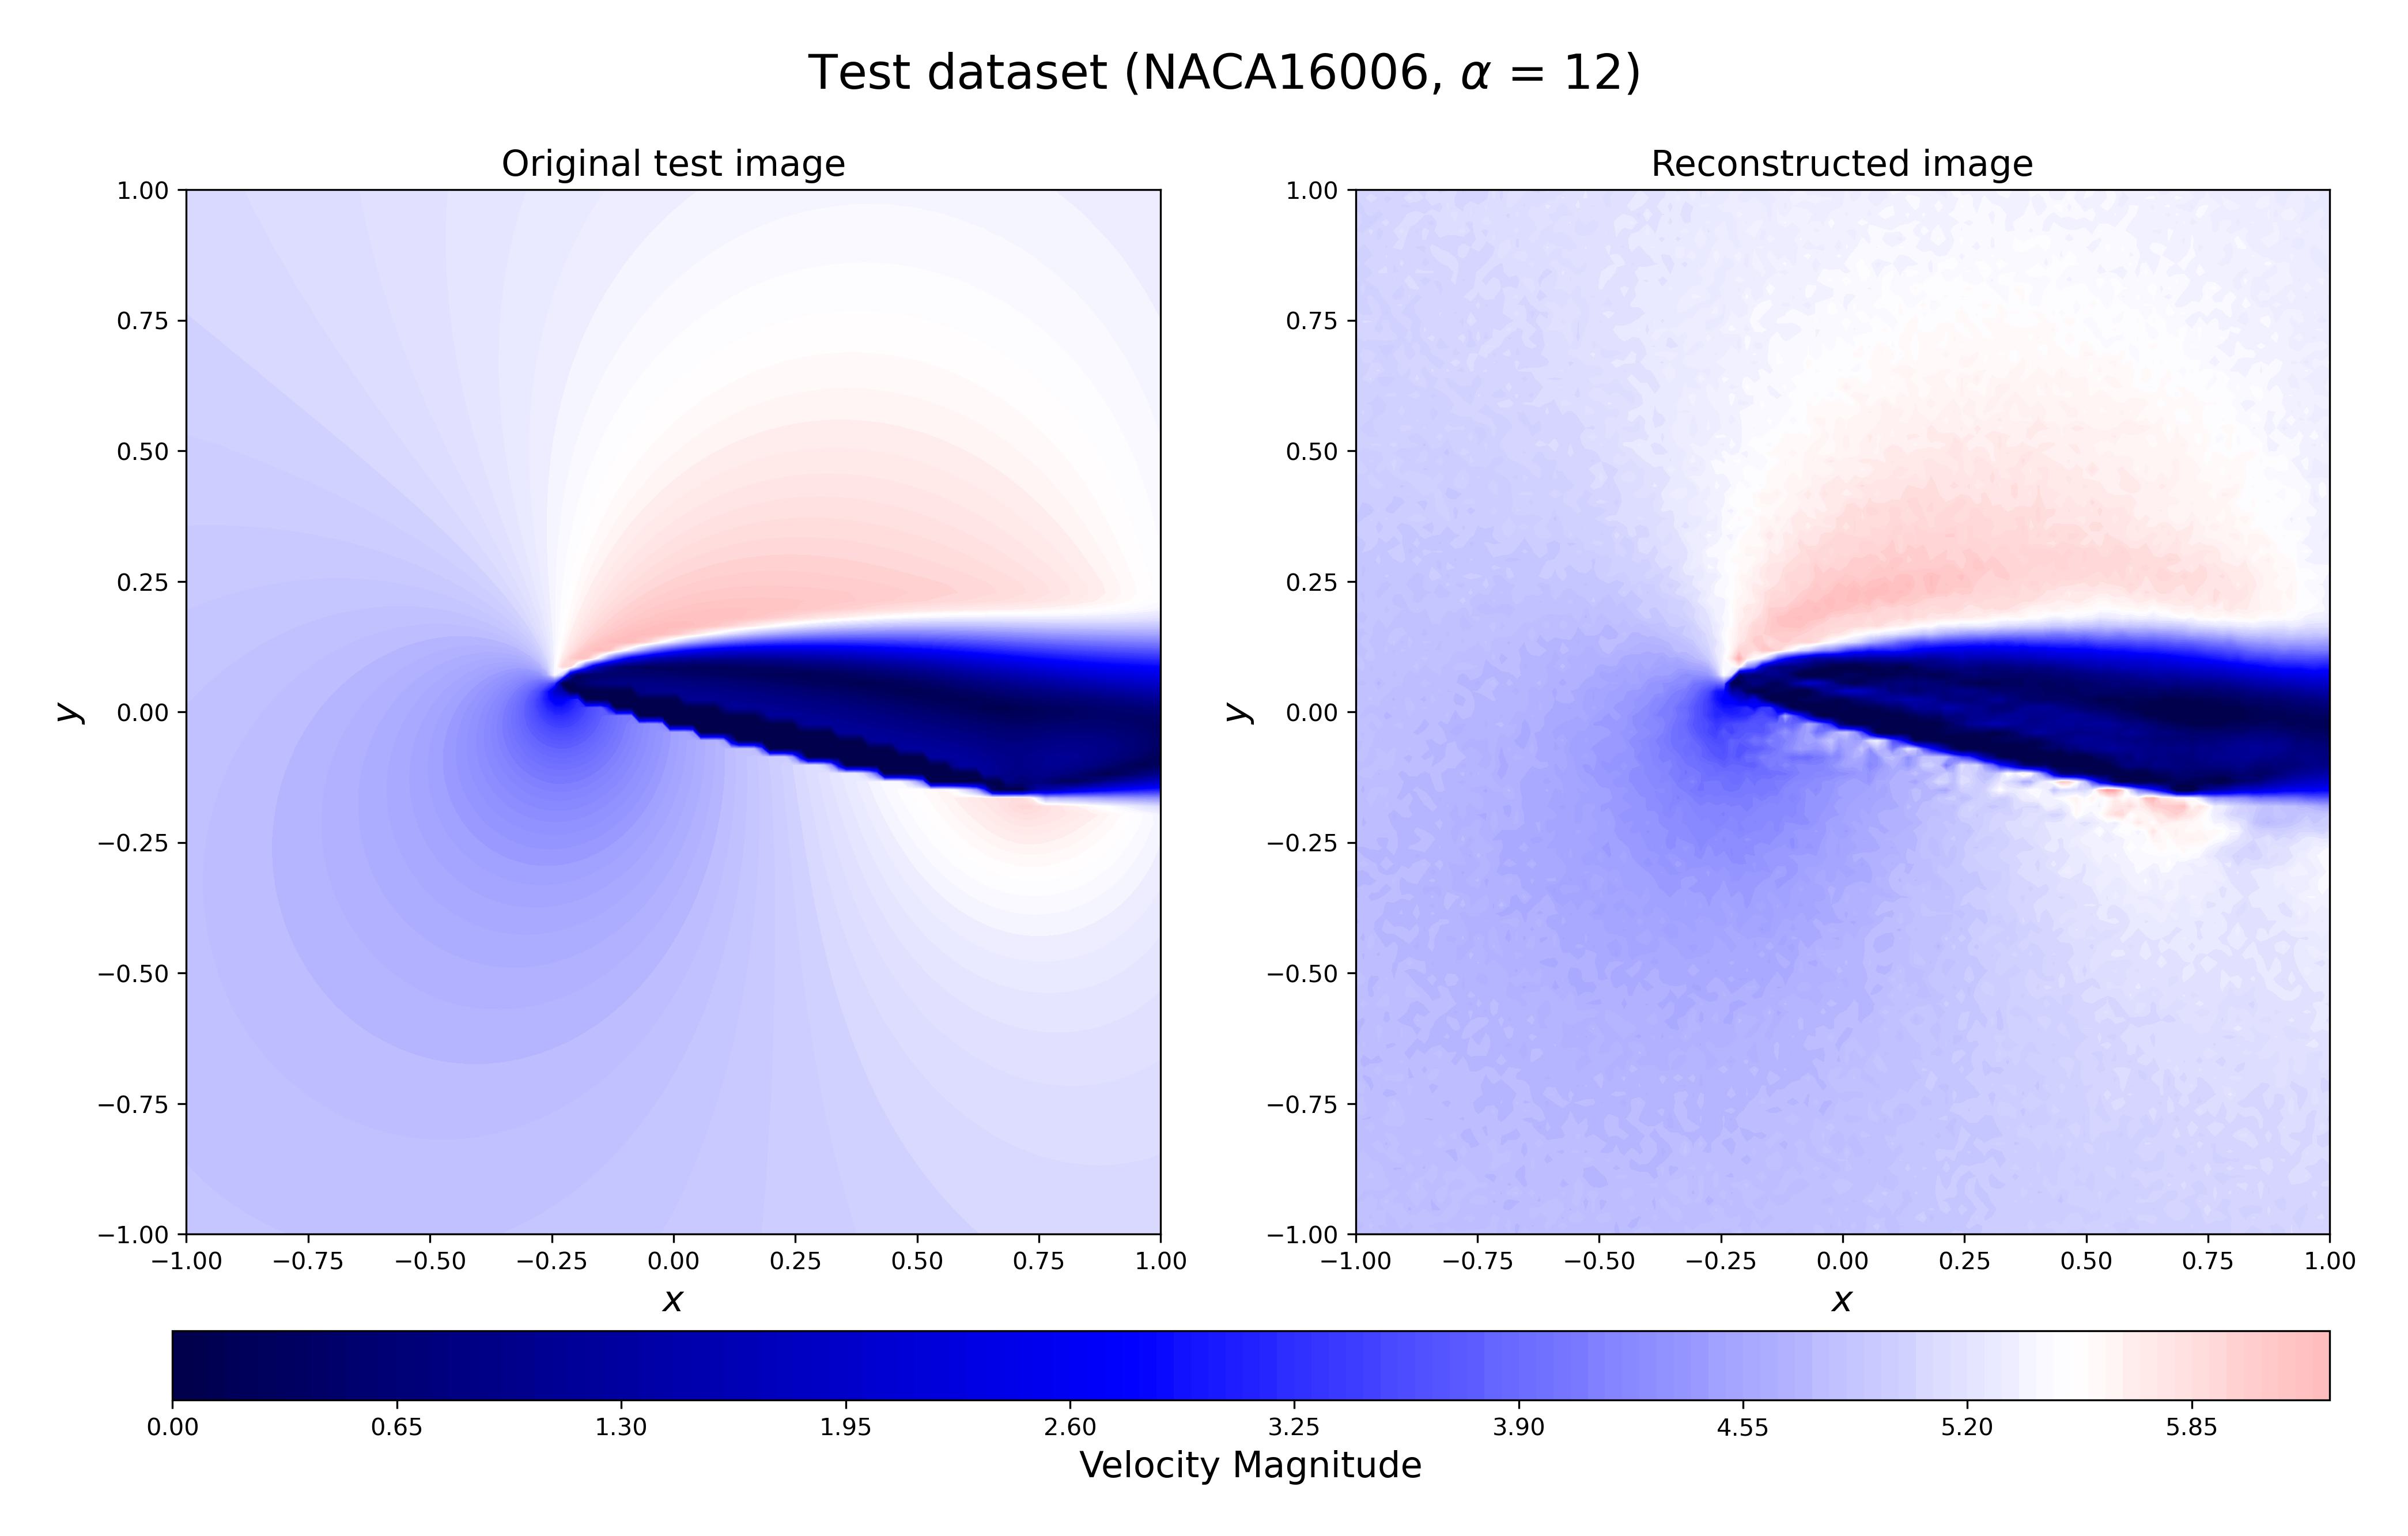 Test dataset (NACA16006, α = 12)
Original test image
Reconstructed image
1.00
0.75
0.50
0.25
0.00
−0.25
−0.50
−0.75
−1.00
y
−1.00 −0.75 −0.50 −0.25 0.00 0.25 0.50 0.75 1.00
x
1.00
0.75
0.50
0.25
0.00
−0.25
−0.50
−0.75
−1.00
y
−1.00 −0.75 −0.50 −0.25 0.00 0.25 0.50 0.75 1.00
x
0.00 0.65 1.30 1.95 2.60 3.25 3.90 4.55 5.20 5.85
Velocity Magnitude